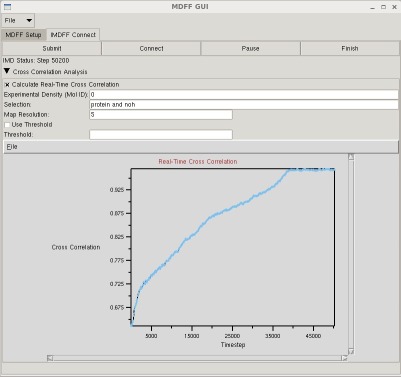 MDFF GUI
File
MDFF Setup IMDFF Connect
Submit Connect Pause Finish
IMD Status: Step 50200
Cross Correlation Analysis
Calculate Real-Time Cross Correlation
Experimental Density (Mol ID): 0
Selection: protein and noh
Map Resolution: 5
Use Threshold
Threshold:
File
Real-Time Cross Correlation
0.925
0.875
0.825
0.775
0.725
0.675
Cross Correlation
5000 15000 25000 35000 45000
Timestep